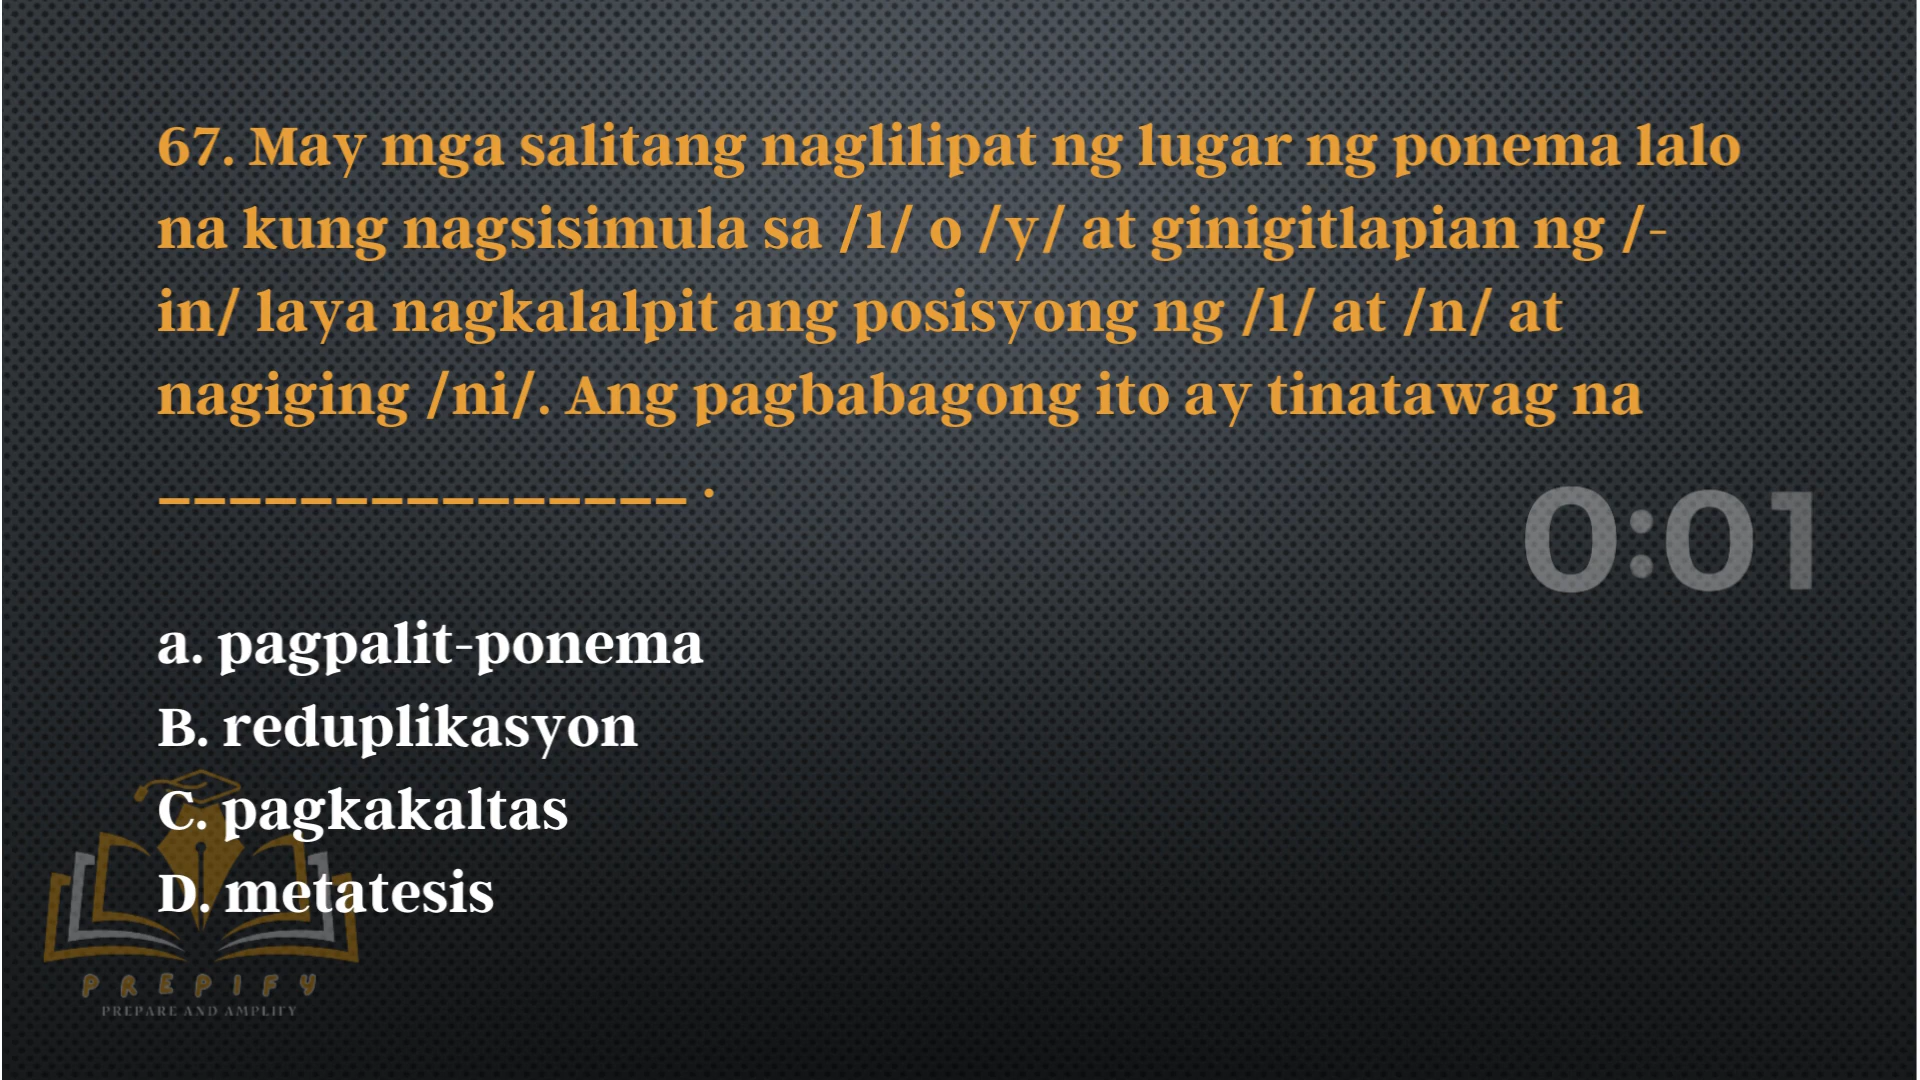 67. May mga salitang naglilipat ng lugar ng ponema lalo
na kung nagsisimula sa /1/ o /y/ at ginigitlapian ng /-
in/ laya nagkalalpit ang posisyong ng /1/ at /n/ at
nagiging /ni/. Ang pagbabagong ito ay tinatawag na
_______________ .
0:01
a. pagpalit-ponema
B. reduplikasyon
C. pagkakaltas
D. metatesis
PREPIFY
PREPARE AND AMPLIFY